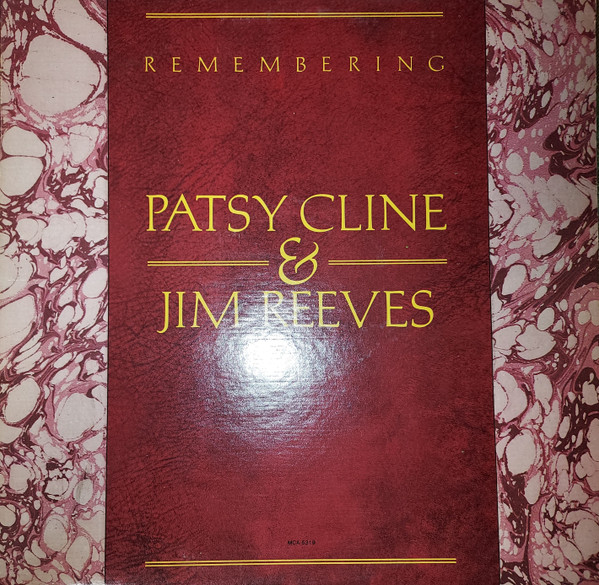 REMEMBERING
PATSY CLINE
&
JIM REEVES